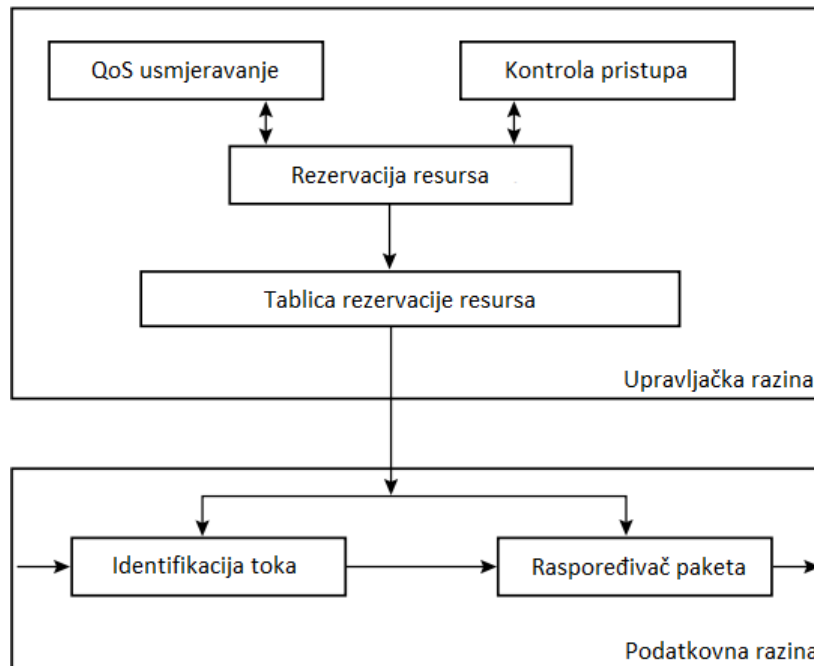 QoS usmjeravanje
Kontrola pristupa
Rezervacija resursa
Tablica rezervacije resursa
Upravljačka razina
Identifikacija toka
Raspoređivač paketa
Podatkovna razina